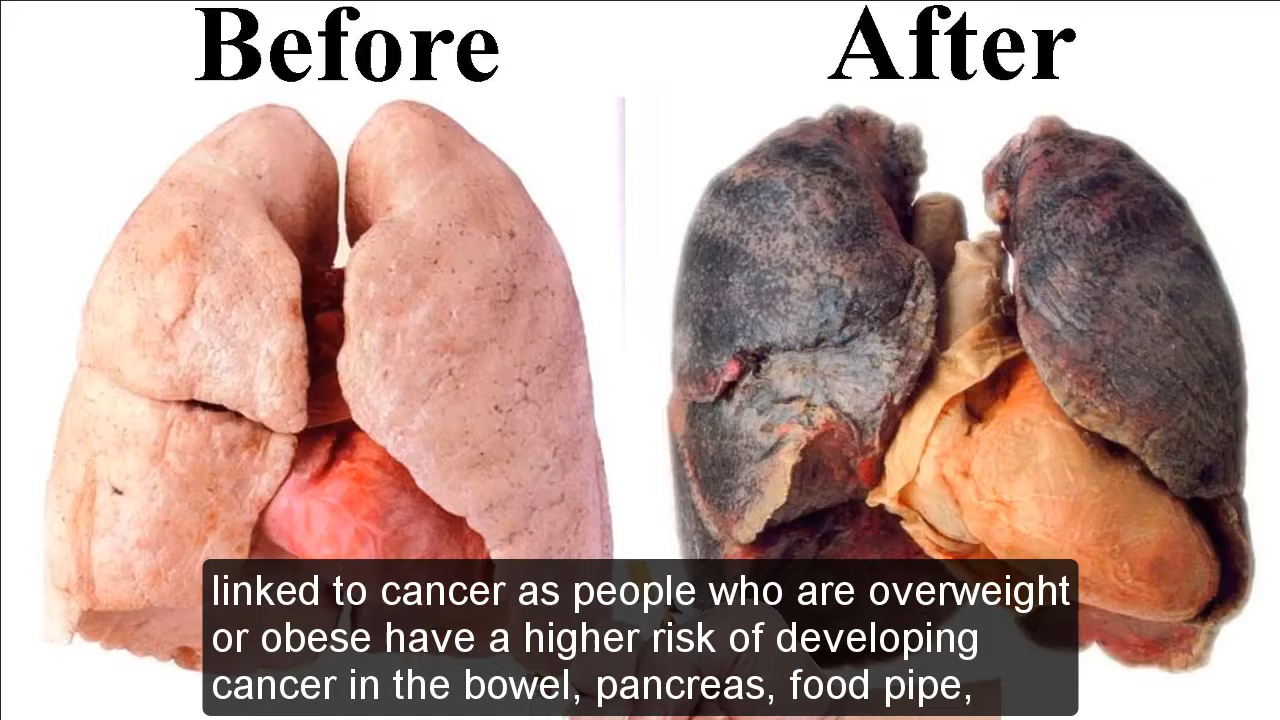 Before
After
linked to cancer as people who are overweight
or obese have a higher risk of developing
cancer in the bowel, pancreas, food pipe,